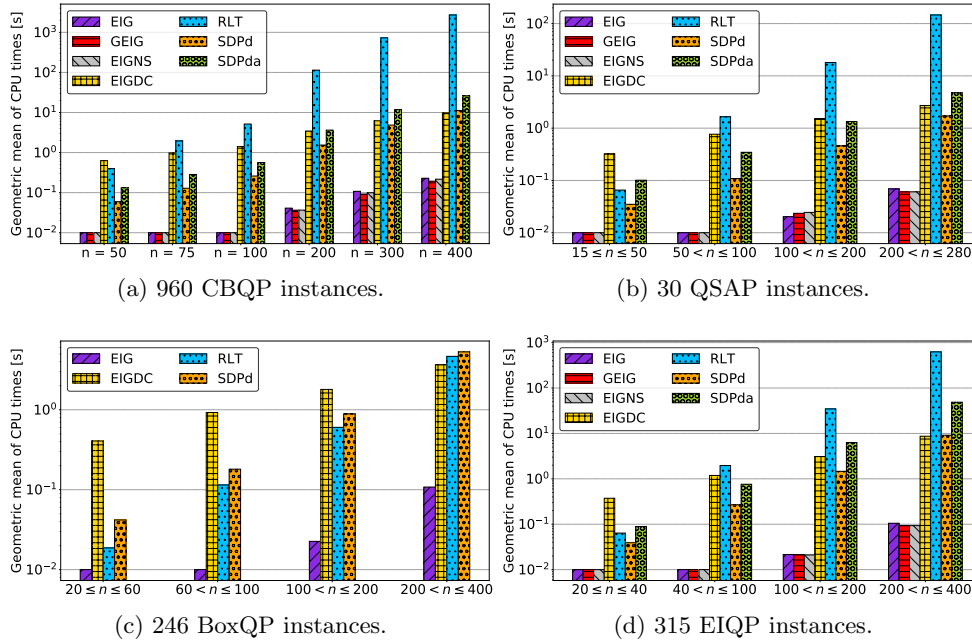 Geometric mean of CPU times [s]
10³
10²
10¹
10⁰
10⁻¹
10⁻²
EIG
GEIG
EIGNS
EIGDC
RLT
SDPd
SDPda
n = 50
n = 75
n = 100
n = 200
n = 300
n = 400
(a) 960 CBQP instances.
Geometric mean of CPU times [s]
10²
10¹
10⁰
10⁻¹
10⁻²
EIG
GEIG
EIGNS
EIGDC
RLT
SDPd
SDPda
15 ≤ n ≤ 50
50 < n ≤ 100
100 < n ≤ 200
200 < n ≤ 280
(b) 30 QSAP instances.
Geometric mean of CPU times [s]
10⁰
10⁻¹
10⁻²
EIG
EIGDC
RLT
SDPd
20 ≤ n ≤ 60
60 < n ≤ 100
100 < n ≤ 200
200 < n ≤ 400
(c) 246 BoxQP instances.
Geometric mean of CPU times [s]
10³
10²
10¹
10⁰
10⁻¹
10⁻²
EIG
GEIG
EIGNS
EIGDC
RLT
SDPd
SDPda
20 ≤ n ≤ 40
40 < n ≤ 100
100 < n ≤ 200
200 < n ≤ 400
(d) 315 EIQP instances.